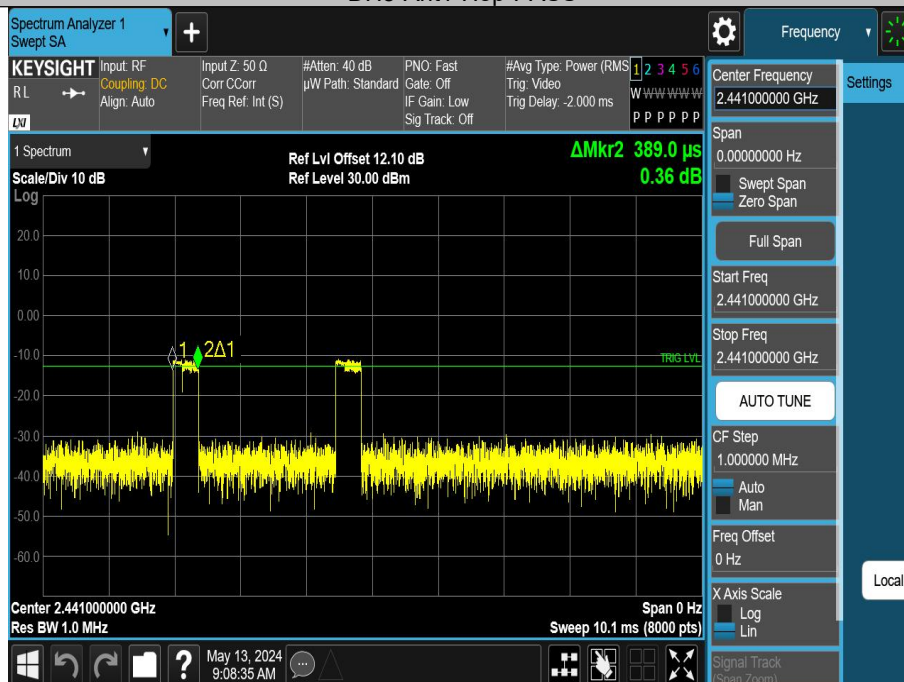 Spectrum Analyzer 1
Swept SA
Frequency
KEYSIGHT
RL
LXI
Input: RF
Coupling: DC
Align: Auto
Input Z: 50 Ω
Corr CCorr
Freq Ref: Int (S)
#Atten: 40 dB
µW Path: Standard
PNO: Fast
Gate: Off
IF Gain: Low
Sig Track: Off
#Avg Type: Power (RMS
Trig: Video
Trig Delay: -2.000 ms
1 2 3 4 5 6
W W W W W W
P P P P P P
1 Spectrum
Scale/Div 10 dB
Log
Ref Lvl Offset 12.10 dB
Ref Level 30.00 dBm
ΔMkr2 389.0 µs
0.36 dB
20.0
10.0
0.00
-10.0
-20.0
-30.0
-40.0
-50.0
-60.0
1
2Δ1
TRIG LVL
Center 2.441000000 GHz
Res BW 1.0 MHz
Span 0 Hz
Sweep 10.1 ms (8000 pts)
Center Frequency
2.441000000 GHz
Span
0.00000000 Hz
Swept Span
Zero Span
Full Span
Start Freq
2.441000000 GHz
Stop Freq
2.441000000 GHz
AUTO TUNE
CF Step
1.000000 MHz
Auto
Man
Freq Offset
0 Hz
X Axis Scale
Log
Lin
Signal Track
(Span Zoom)
Settings
Local
May 13, 2024
9:08:35 AM